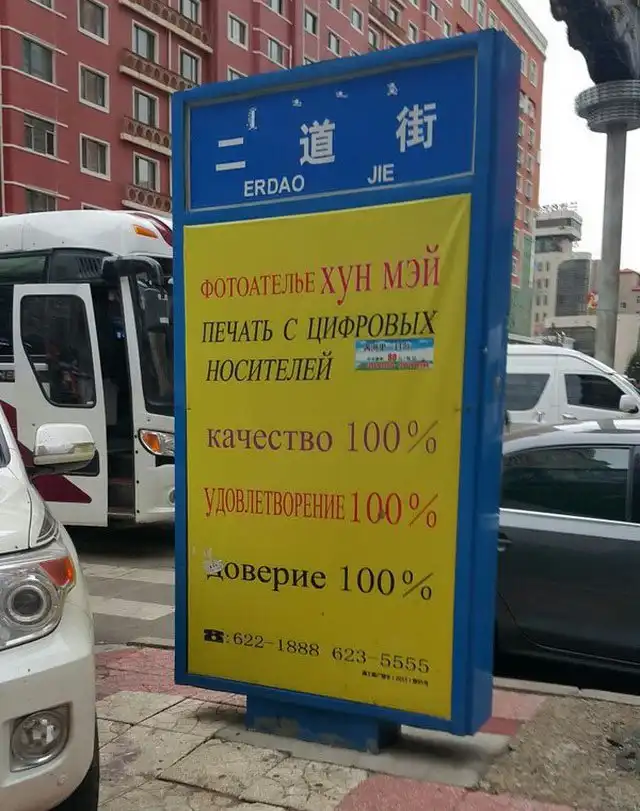 二道街
ERDAO JIE
ФОТОАТЕЛЬЕ ХУН МЭЙ
ПЕЧАТЬ С ЦИФРОВЫХ
НОСИТЕЛЕЙ
качество 100%
УДОВЛЕТВОРЕНИЕ 100%
доверие 100%
☎:622-1888 623-5555